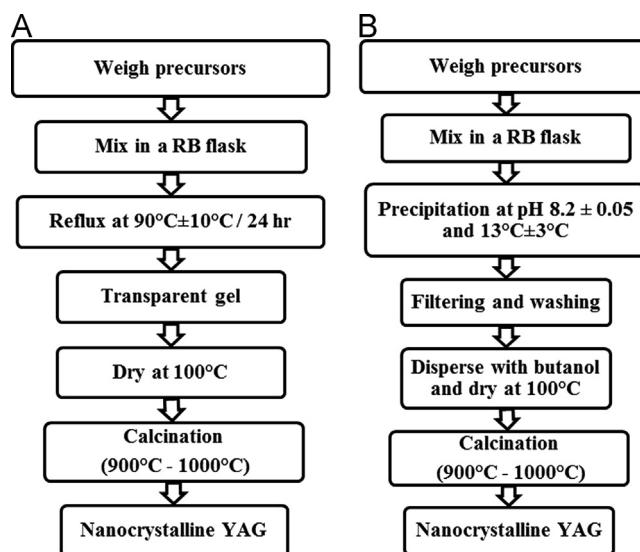 A
Weigh precursors
Mix in a RB flask
Reflux at 90°C±10°C / 24 hr
Transparent gel
Dry at 100°C
Calcination
(900°C - 1000°C)
Nanocrystalline YAG
B
Weigh precursors
Mix in a RB flask
Precipitation at pH 8.2 ± 0.05
and 13°C±3°C
Filtering and washing
Disperse with butanol
and dry at 100°C
Calcination
(900°C - 1000°C)
Nanocrystalline YAG